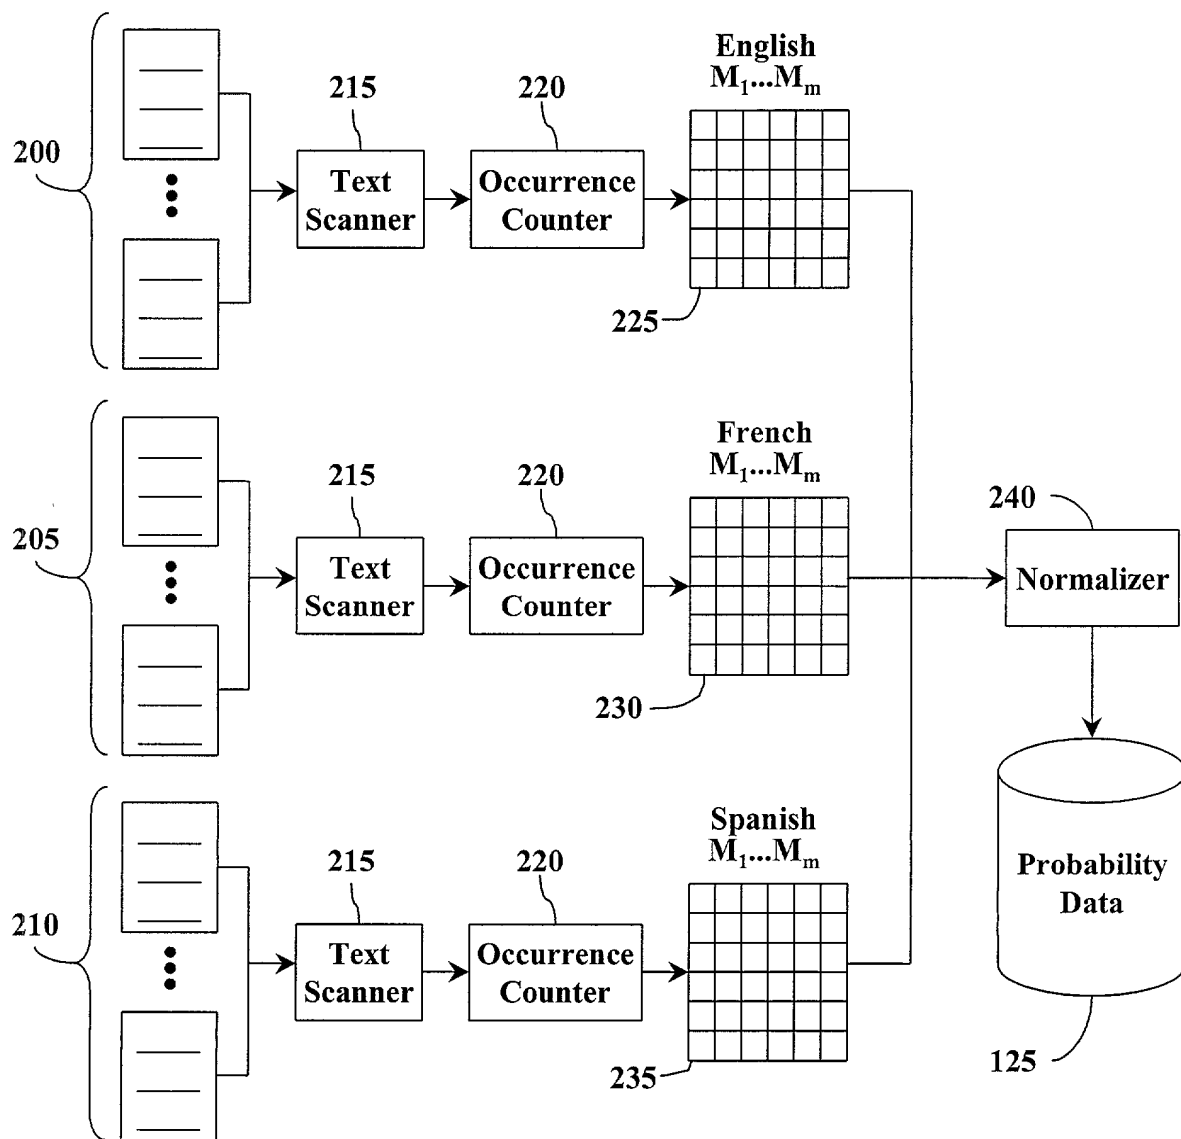 English
M1...Mm
215
220
200
Text
Scanner
Occurrence
Counter
225
French
M1...Mm
215
220
240
205
Text
Scanner
Occurrence
Counter
Normalizer
230
Spanish
M1...Mm
215
220
Probability
Data
210
Text
Scanner
Occurrence
Counter
235
125